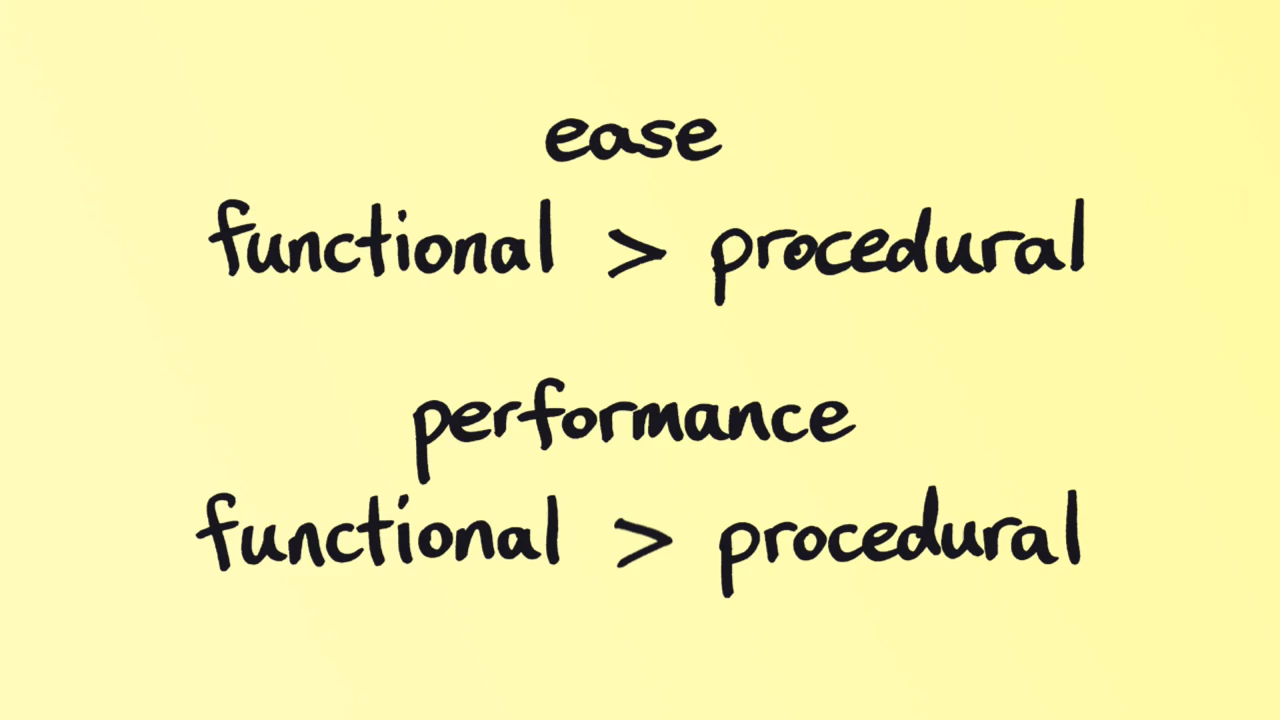 ease
functional > procedural
performance
functional > procedural